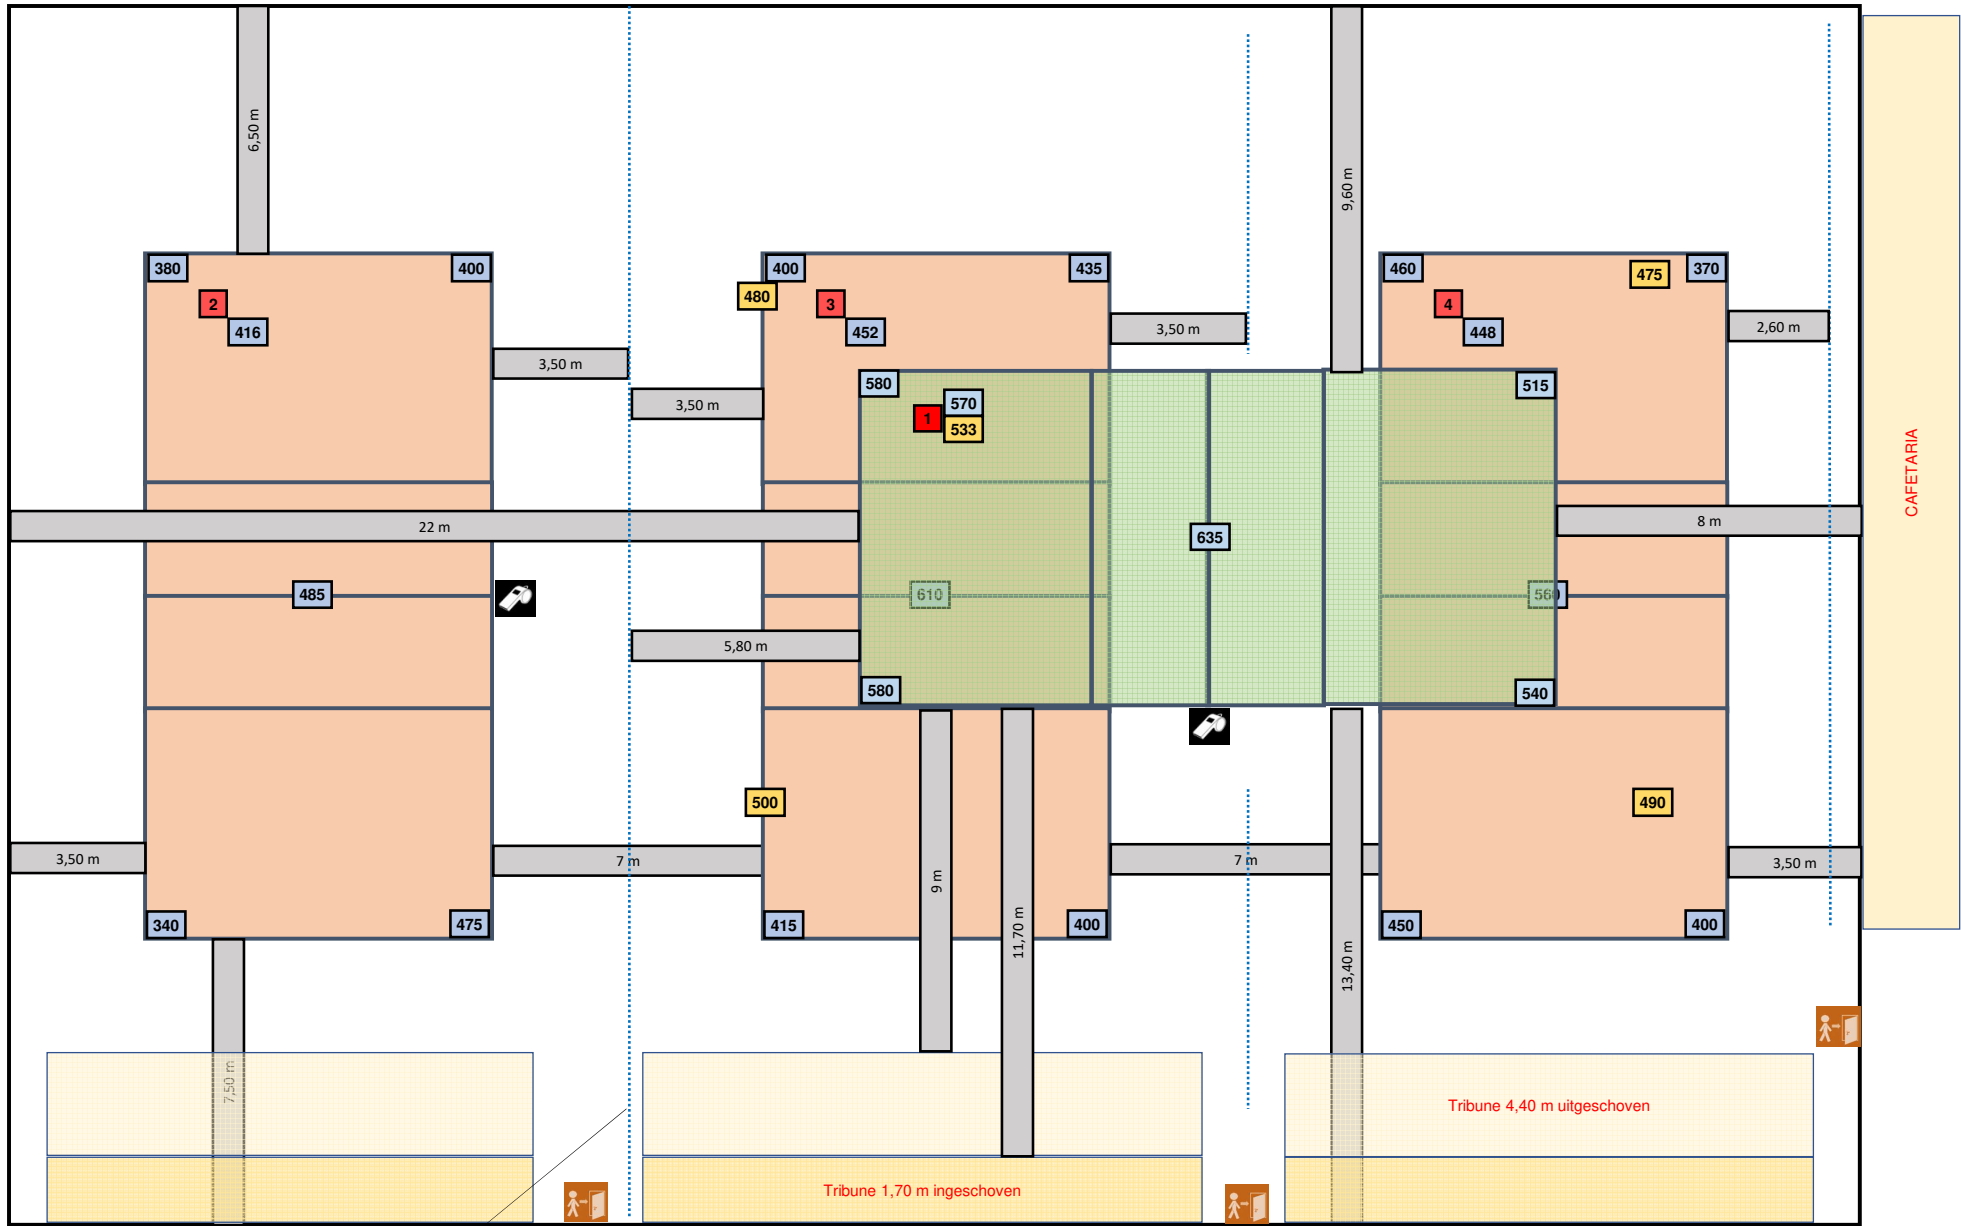 6,50 m
9,60 m
380
400
400
435
460
475
370
480
2
416
3
452
4
448
3,50 m
2,60 m
3,50 m
3,50 m
580
515
1
570
533
CAFETARIA
22 m
8 m
635
485
610
560
5,80 m
580
540
500
490
3,50 m
7 m
9 m
7 m
3,50 m
11,70 m
340
475
415
400
450
400
13,40 m
7,50 m
Tribune 4,40 m uitgeschoven
Tribune 1,70 m ingeschoven